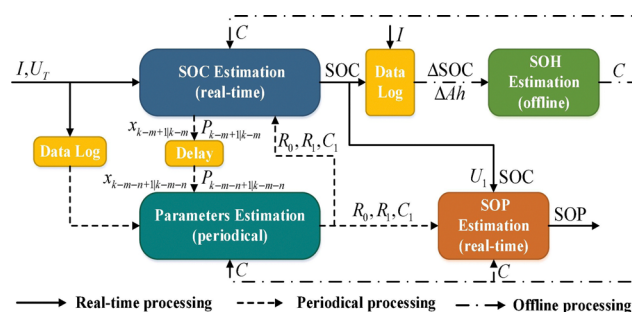 C
I
I, U_T
SOC Estimation
(real-time)
SOC
Data
Log
ΔSOC
ΔAh
SOH
Estimation
(offline)
C
x_{k-m+1|k-m}
P_{k-m+1|k-m}
R_0, R_1, C_1
Data Log
Delay
x_{k-m-n+1|k-m-n}
P_{k-m-n+1|k-m-n}
U_1
SOC
Parameters Estimation
(periodical)
R_0, R_1, C_1
SOP
Estimation
(real-time)
SOP
C
C
Real-time processing
Periodical processing
Offline processing